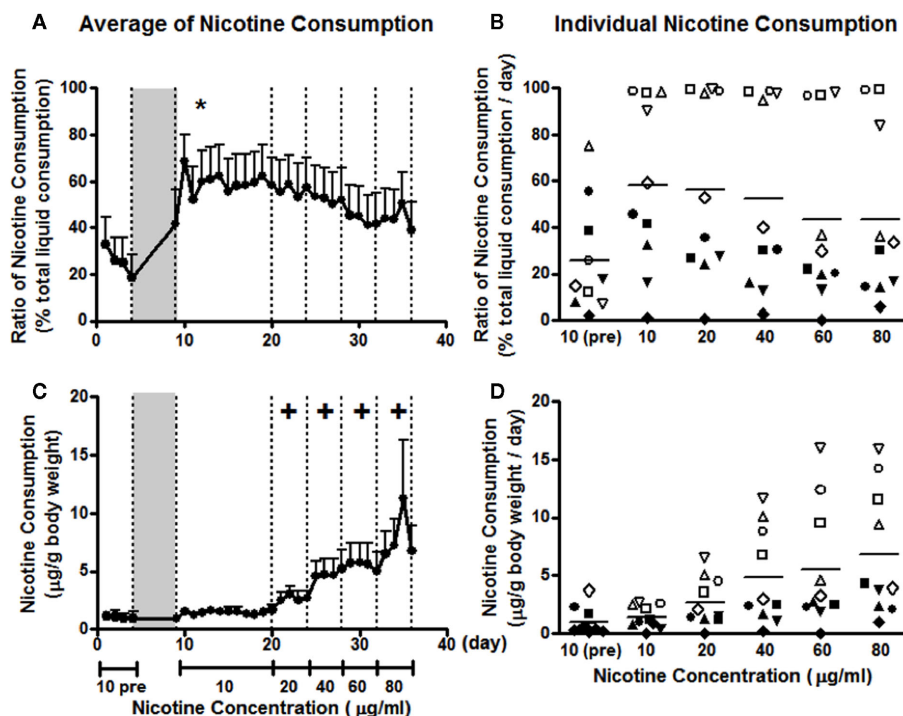 A Average of Nicotine Consumption
Ratio of Nicotine Consumption
(% total liquid consumption)
100
80
60
40
20
0
*
0 10 20 30 40
B Individual Nicotine Consumption
Ratio of Nicotine Consumption
(% total liquid consumption / day)
100
80
60
40
20
0
10 (pre) 10 20 40 60 80
C
Nicotine Consumption
(µg/g body weight)
20
15
10
5
0
+ + + +
0 10 20 30 40 (day)
10 pre 10 20 40 60 80
Nicotine Concentration ( µg/ml)
D
Nicotine Consumption
(µg/g body weight / day)
20
15
10
5
0
10 (pre) 10 20 40 60 80
Nicotine Concentration ( µg/ml)